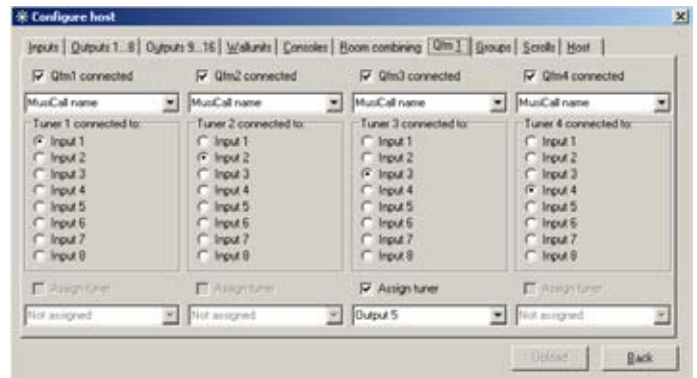 Configure host
Inputs Outputs 1...8 Outputs 9...16 Wallunits Consoles Room combining Qfm 1 Groups Scrolls Host
Qfm1 connected Qfm2 connected Qfm3 connected Qfm4 connected
MusiCall name MusiCall name MusiCall name MusiCall name
Tuner 1 connected to: Tuner 2 connected to: Tuner 3 connected to: Tuner 4 connected to:
Input 1 Input 1 Input 1 Input 1
Input 2 Input 2 Input 2 Input 2
Input 3 Input 3 Input 3 Input 3
Input 4 Input 4 Input 4 Input 4
Input 5 Input 5 Input 5 Input 5
Input 6 Input 6 Input 6 Input 6
Input 7 Input 7 Input 7 Input 7
Input 8 Input 8 Input 8 Input 8
Assign tuner Assign tuner Assign tuner Assign tuner
Not assigned Not assigned Output 5 Not assigned
Upload Back